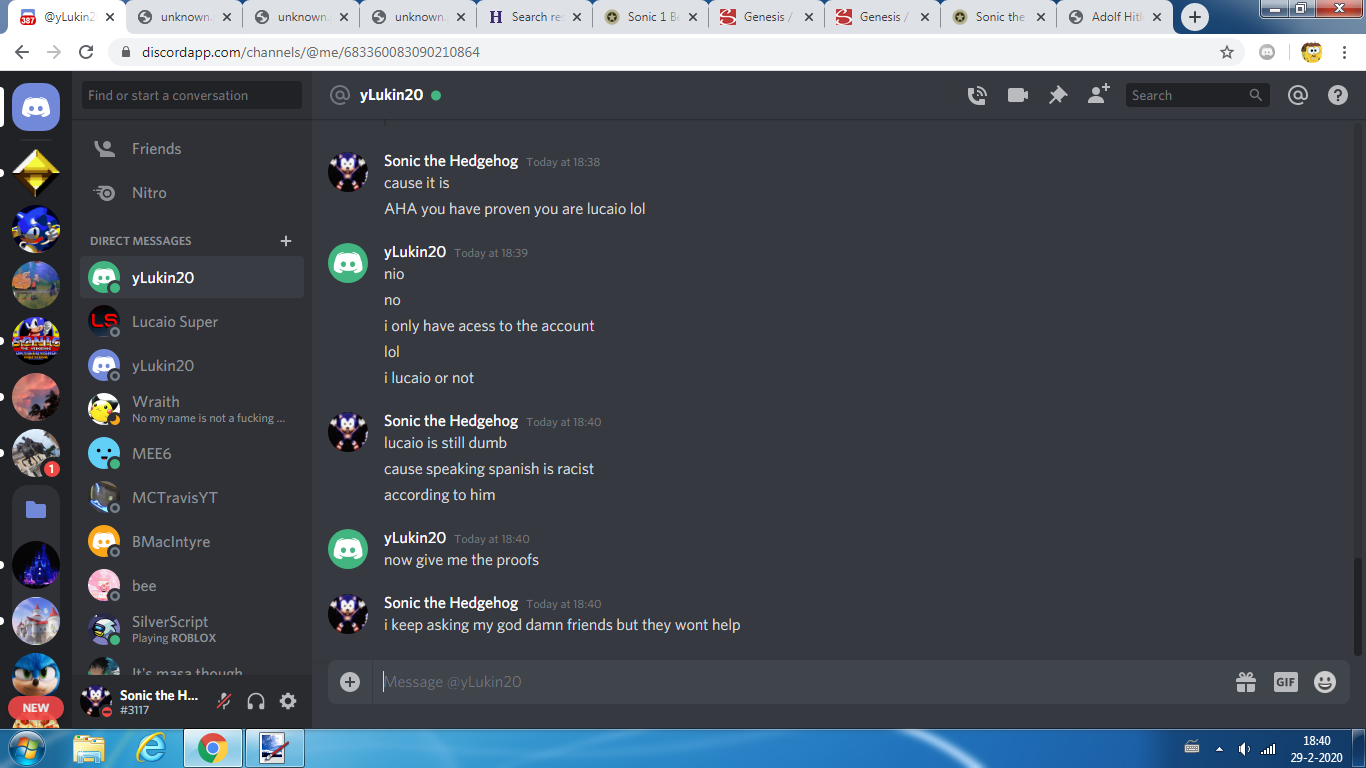 387
@yLukin2
unknown.
unknown.
unknown.
Search res
Sonic 1 Be
Genesis /
Genesis /
Sonic the
Adolf Hitl
discordapp.com/channels/@me/683360083090210864
Find or start a conversation
@ yLukin20
Search
Friends
Nitro
DIRECT MESSAGES
yLukin20
LS
Lucaio Super
yLukin20
Wraith
No my name is not a fucking ...
MEE6
MCTravisYT
BMacIntyre
bee
SilverScript
Playing ROBLOX
It's masa though
Sonic the H...
#3117
1
NEW
Sonic the Hedgehog Today at 18:38
cause it is
AHA you have proven you are lucaio lol
yLukin20 Today at 18:39
nio
no
i only have acess to the account
lol
i lucaio or not
Sonic the Hedgehog Today at 18:40
lucaio is still dumb
cause speaking spanish is racist
according to him
yLukin20 Today at 18:40
now give me the proofs
Sonic the Hedgehog Today at 18:40
i keep asking my god damn friends but they wont help
Message @yLukin20
GIF
18:40
29-2-2020